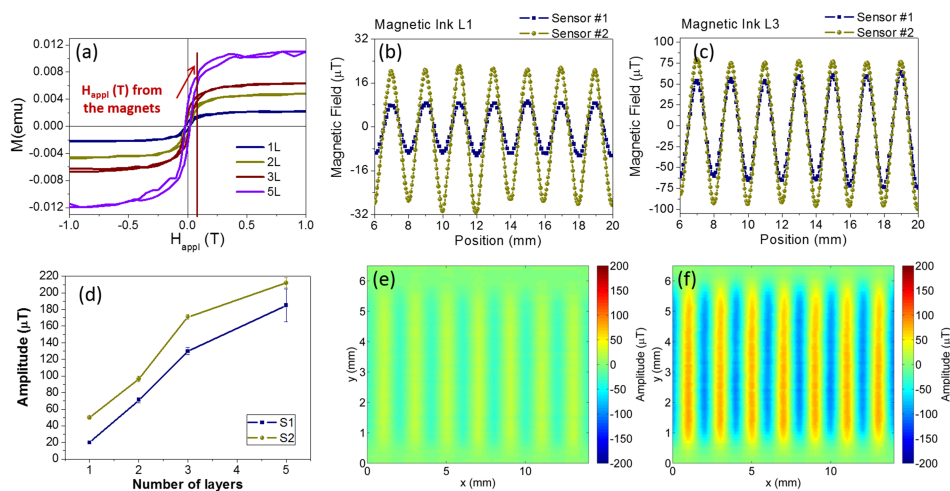 (a)
0.012
0.008
0.004
0.000
-0.004
-0.008
-0.012
M(emu)
H_appl (T) from
the magnets
1L
2L
3L
5L
-1.0
-0.5
0.0
0.5
1.0
H_appl (T)
Magnetic Ink L1
Sensor #1
Sensor #2
(b)
32
16
0
-16
-32
Magnetic Field (μT)
6
8
10
12
14
16
18
20
Position (mm)
Magnetic Ink L3
Sensor #1
Sensor #2
(c)
100
75
50
25
0
-25
-50
-75
-100
Magnetic Field (μT)
6
8
10
12
14
16
18
20
Position (mm)
(d)
220
200
180
160
140
120
100
80
60
40
20
0
Amplitude (μT)
S1
S2
1
2
3
4
5
Number of layers
(e)
6
5
4
3
2
1
0
y (mm)
0
5
10
x (mm)
200
150
100
50
0
-50
-100
-150
-200
Amplitude (μT)
(f)
6
5
4
3
2
1
0
y (mm)
0
5
10
x (mm)
200
150
100
50
0
-50
-100
-150
-200
Amplitude (μT)